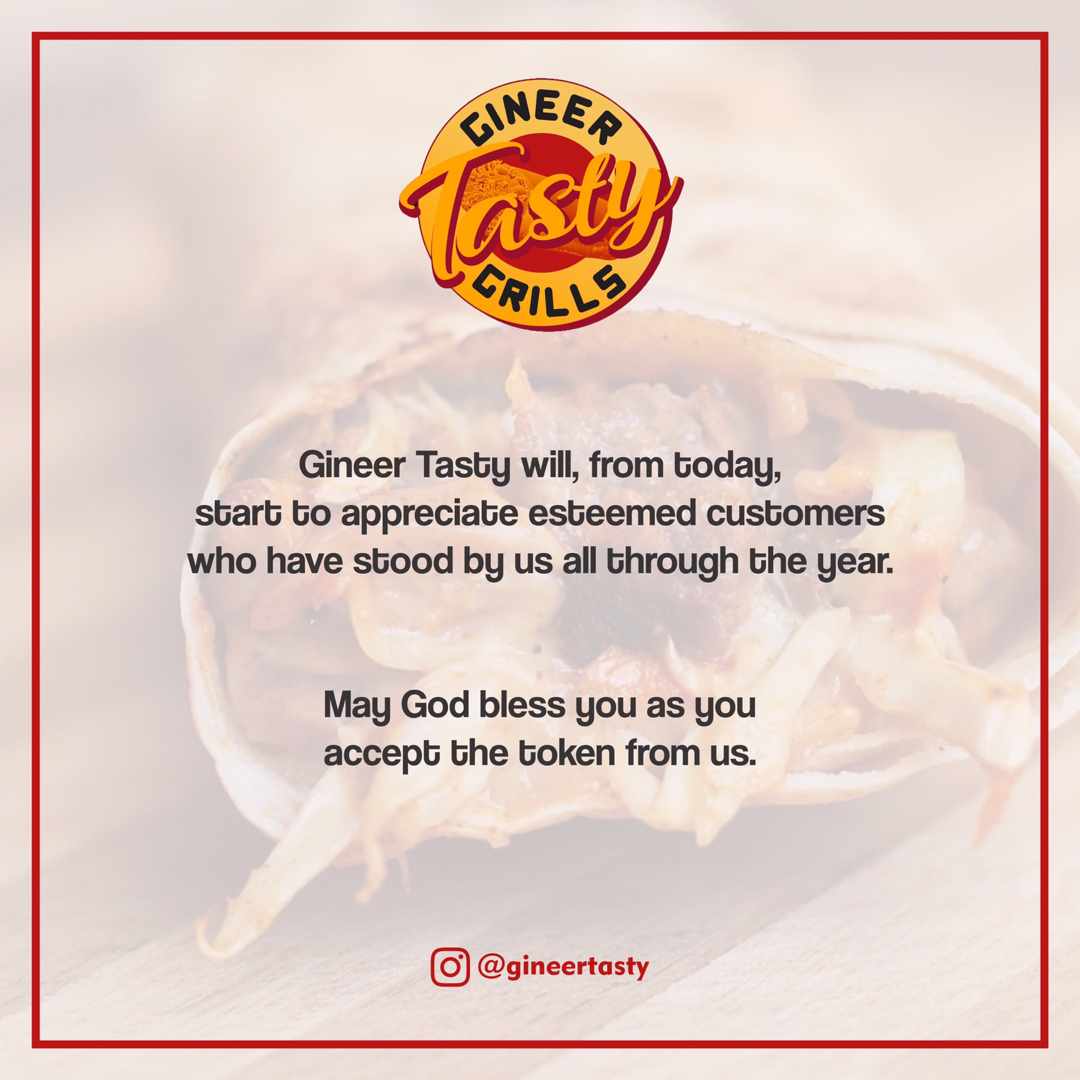 GINEER
Tasty
GRILLS
Gineer Tasty will, from today,
start to appreciate esteemed customers
who have stood by us all through the year.
May God bless you as you
accept the token from us.
@gineertasty